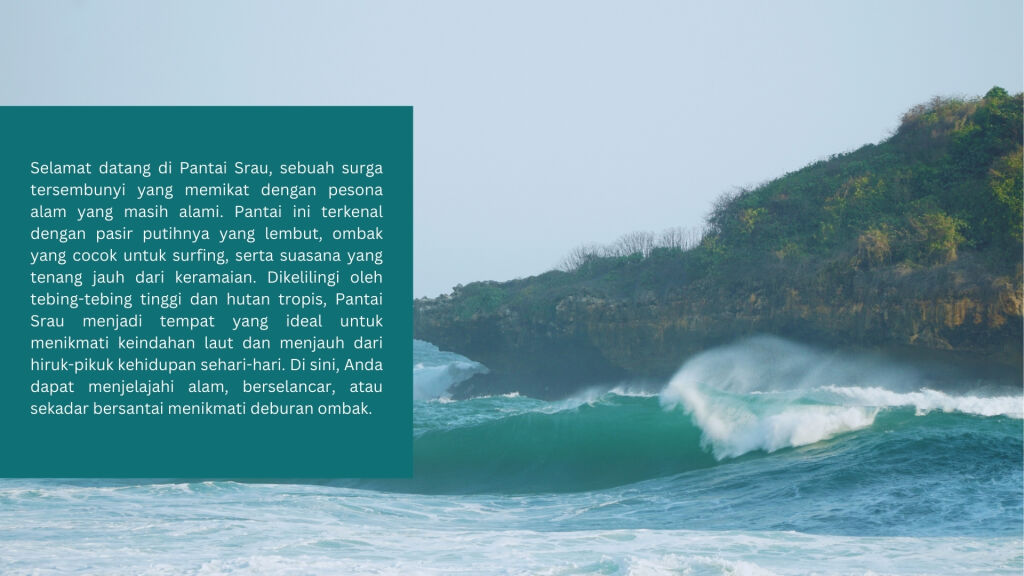 Selamat datang di Pantai Srau, sebuah surga
tersembunyi yang memikat dengan pesona
alam yang masih alami. Pantai ini terkenal
dengan pasir putihnya yang lembut, ombak
yang cocok untuk surfing, serta suasana yang
tenang jauh dari keramaian. Dikelilingi oleh
tebing-tebing tinggi dan hutan tropis, Pantai
Srau menjadi tempat yang ideal untuk
menikmati keindahan laut dan menjauh dari
hiruk-pikuk kehidupan sehari-hari. Di sini, Anda
dapat menjelajahi alam, berselancar, atau
sekadar bersantai menikmati deburan ombak.